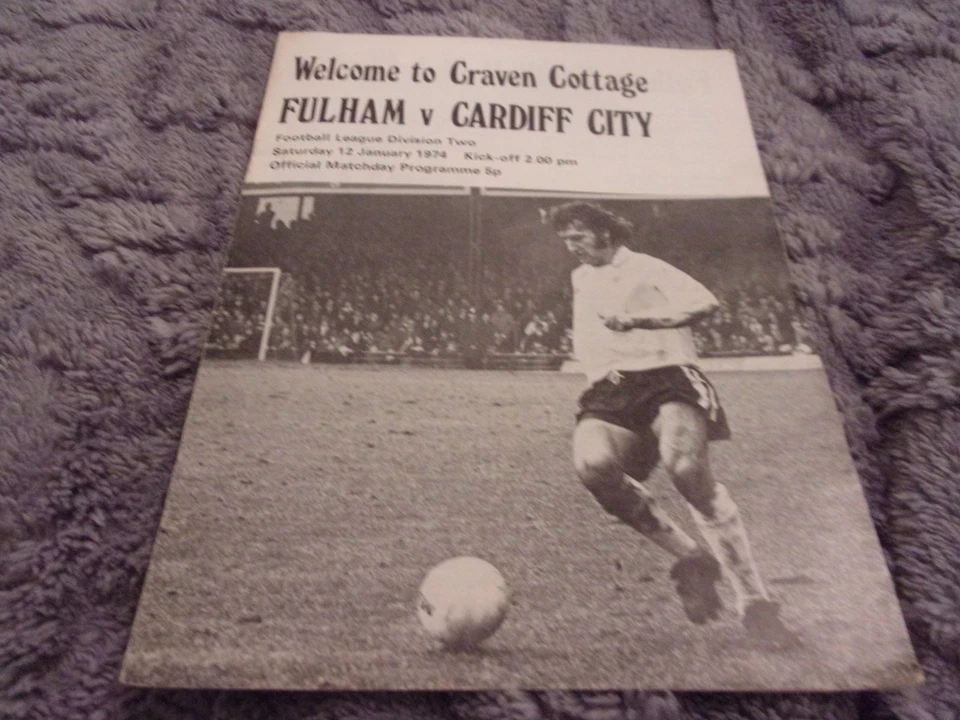 Welcome to Craven Cottage
FULHAM v CARDIFF CITY
Football League Division Two
Saturday 12 January 1974 Kick-off 2.00 pm
Official Matchday Programme 5p